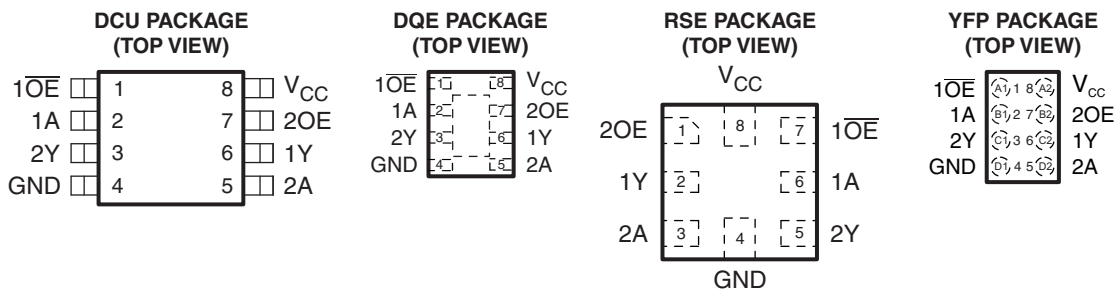 DCU PACKAGE
(TOP VIEW)
1O̅E̅ 1 8 VCC
1A 2 7 2OE
2Y 3 6 1Y
GND 4 5 2A
DQE PACKAGE
(TOP VIEW)
1O̅E̅ 1 8 VCC
1A 2 7 2OE
2Y 3 6 1Y
GND 4 5 2A
RSE PACKAGE
(TOP VIEW)
VCC
2OE 1 8 7 1O̅E̅
1Y 2 6 1A
2A 3 4 5 2Y
GND
YFP PACKAGE
(TOP VIEW)
1O̅E̅ A1 1 8 A2 VCC
1A B1 2 7 B2 2OE
2Y C1 3 6 C2 1Y
GND D1 4 5 D2 2A